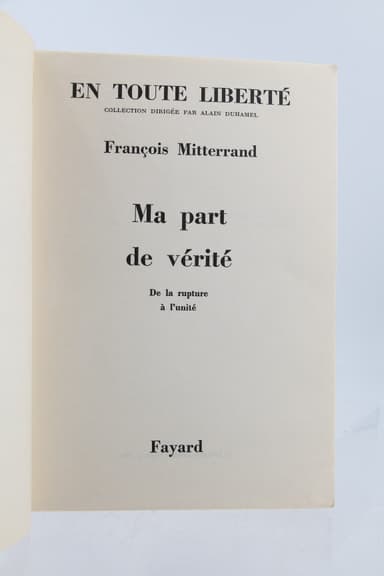 EN TOUTE LIBERTÉ
COLLECTION DIRIGÉE PAR ALAIN DUHAMEL
François Mitterrand
Ma part
de vérité
De la rupture
à l'unité
Fayard